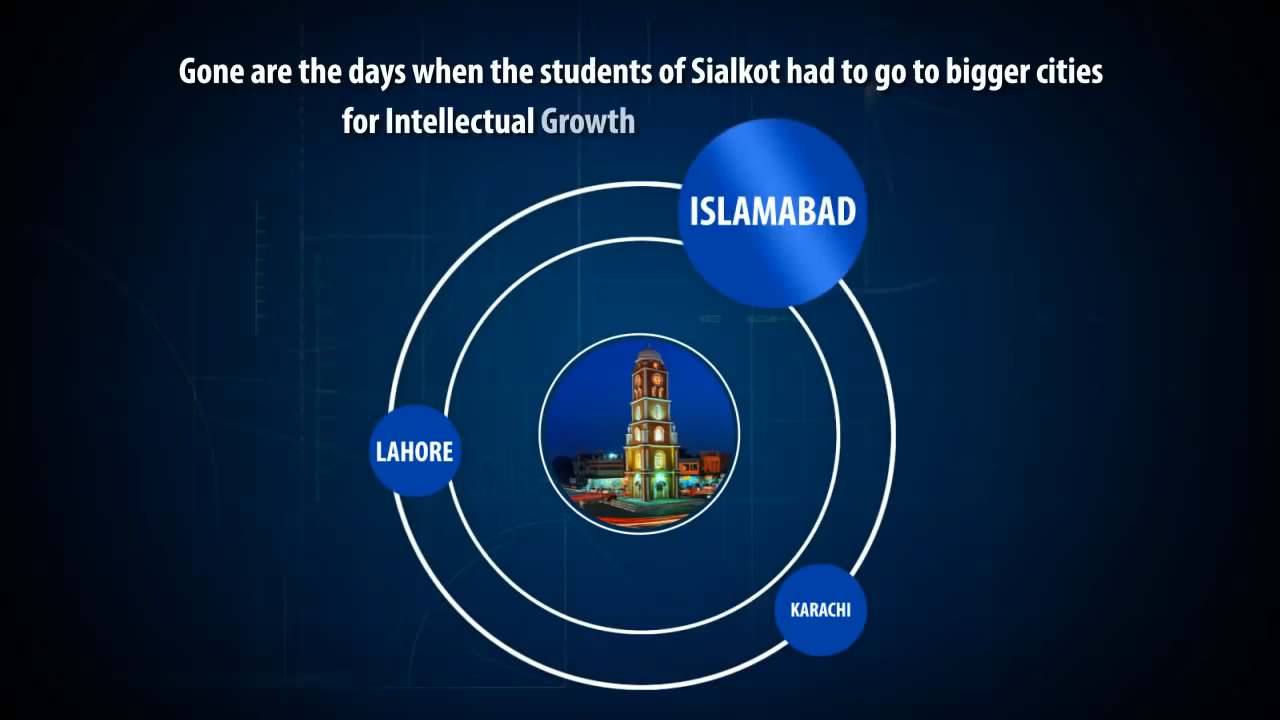 Gone are the days when the students of Sialkot had to go to bigger cities
for Intellectual Growth
ISLAMABAD
LAHORE
KARACHI